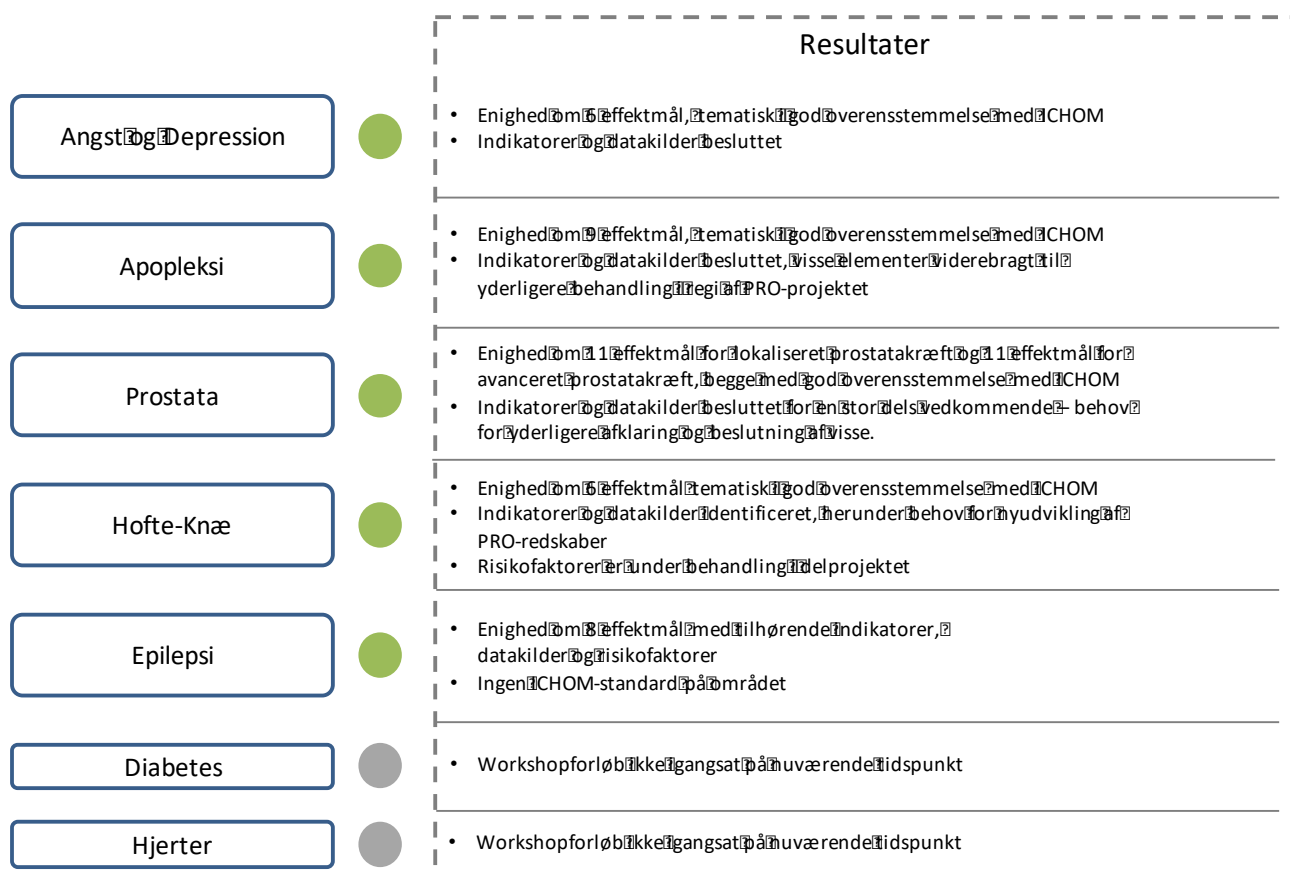 Resultater
Angst og Depression
• Enighed om 6 effektmål, tematisk i god overensstemmelse med ICHOM
• Indikatorer og datakilder besluttet
Apopleksi
• Enighed om 9 effektmål, tematisk i god overensstemmelse med ICHOM
• Indikatorer og datakilder besluttet, visse elementer viderebragt til
yderligere behandling i regi af PRO-projektet
Prostata
• Enighed om 11 effektmål for lokaliseret prostatakræft og 11 effektmål for
avanceret prostatakræft, begge med god overensstemmelse med ICHOM
• Indikatorer og datakilder besluttet for en stor dels vedkommende – behov
for yderligere afklaring og beslutning af visse.
Hofte-Knæ
• Enighed om 6 effektmål tematisk i god overensstemmelse med ICHOM
• Indikatorer og datakilder identificeret, herunder behov for nyudvikling af
PRO-redskaber
• Risikofaktorer er under behandling i delprojektet
Epilepsi
• Enighed om 8 effektmål med tilhørende indikatorer,
datakilder og risikofaktorer
• Ingen ICHOM-standard på området
Diabetes
• Workshopforløb ikke igangsat på nuværende tidspunkt
Hjerter
• Workshopforløb ikke igangsat på nuværende tidspunkt